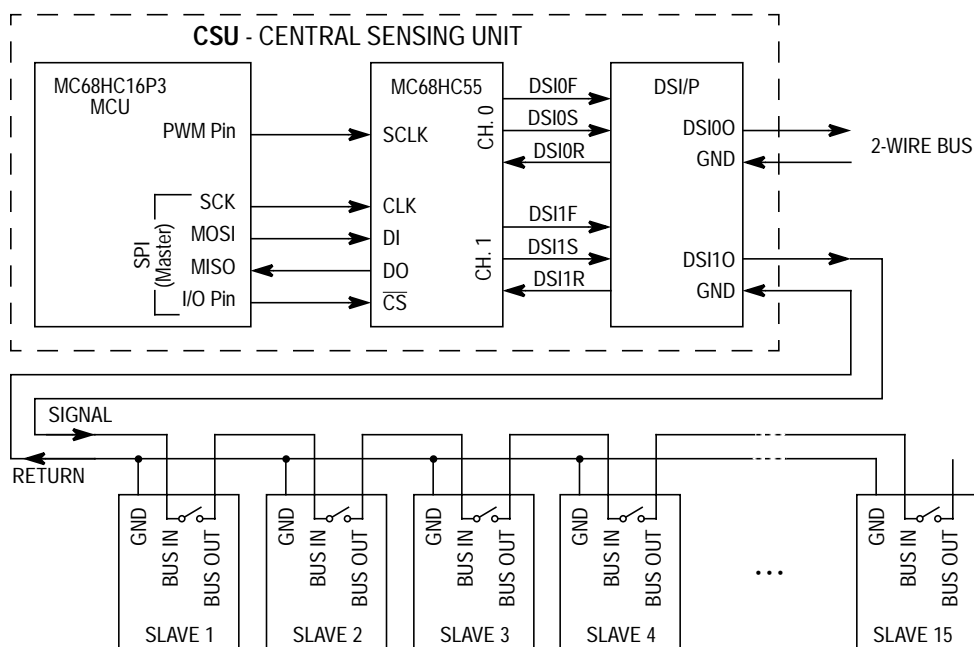 CSU - CENTRAL SENSING UNIT
MC68HC16P3
MCU
PWM Pin
SPI
(Master)
SCK
MOSI
MISO
I/O Pin
MC68HC55
SCLK
CLK
DI
DO
CS
CH. 0
CH. 1
DSI0F
DSI0S
DSI0R
DSI1F
DSI1S
DSI1R
DSI/P
DSI0O
GND
DSI1O
GND
2-WIRE BUS
SIGNAL
RETURN
GND
BUS IN
BUS OUT
SLAVE 1
GND
BUS IN
BUS OUT
SLAVE 2
GND
BUS IN
BUS OUT
SLAVE 3
GND
BUS IN
BUS OUT
SLAVE 4
...
GND
BUS IN
BUS OUT
SLAVE 15